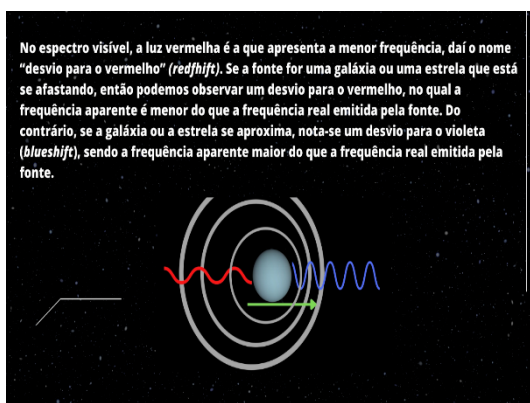 No espectro visível, a luz vermelha é a que apresenta a menor frequência, daí o nome
“desvio para o vermelho” (redfhift). Se a fonte for uma galáxia ou uma estrela que está
se afastando, então podemos observar um desvio para o vermelho, no qual a
frequência aparente é menor do que a frequência real emitida pela fonte. Do
contrário, se a galáxia ou a estrela se aproxima, nota-se um desvio para o violeta
(blueshift), sendo a frequência aparente maior do que a frequência real emitida pela
fonte.